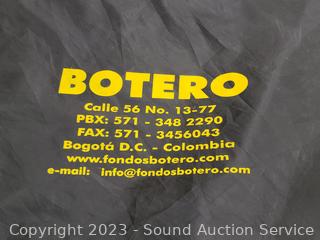 BOTERO
Calle 56 No. 13-77
PBX: 571 - 348 2290
FAX: 571 - 3456043
Bogotá D.C. - Colombia
www.fondosbotero.com
e-mail: info@fondosbotero.com
Copyright 2023 - Sound Auction Service